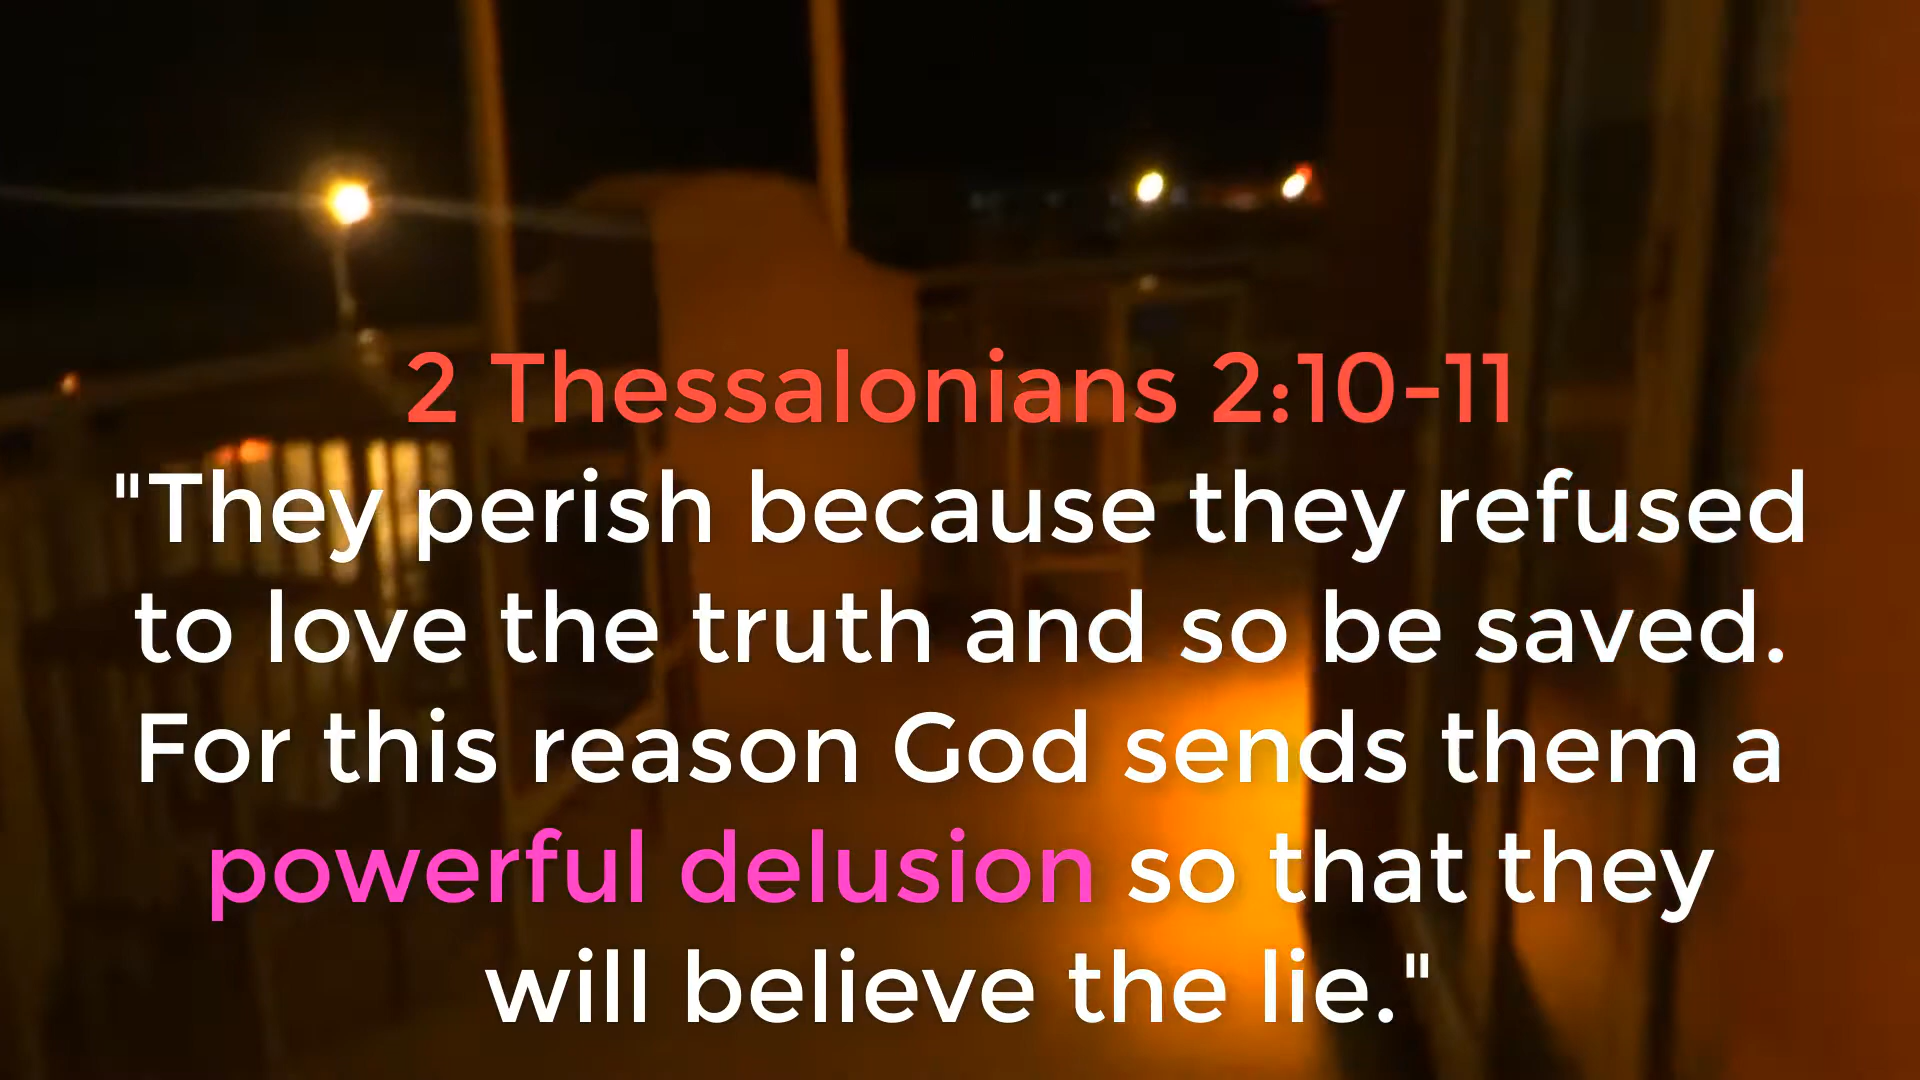 2 Thessalonians 2:10-11
"They perish because they refused
to love the truth and so be saved.
For this reason God sends them a
powerful delusion so that they
will believe the lie."